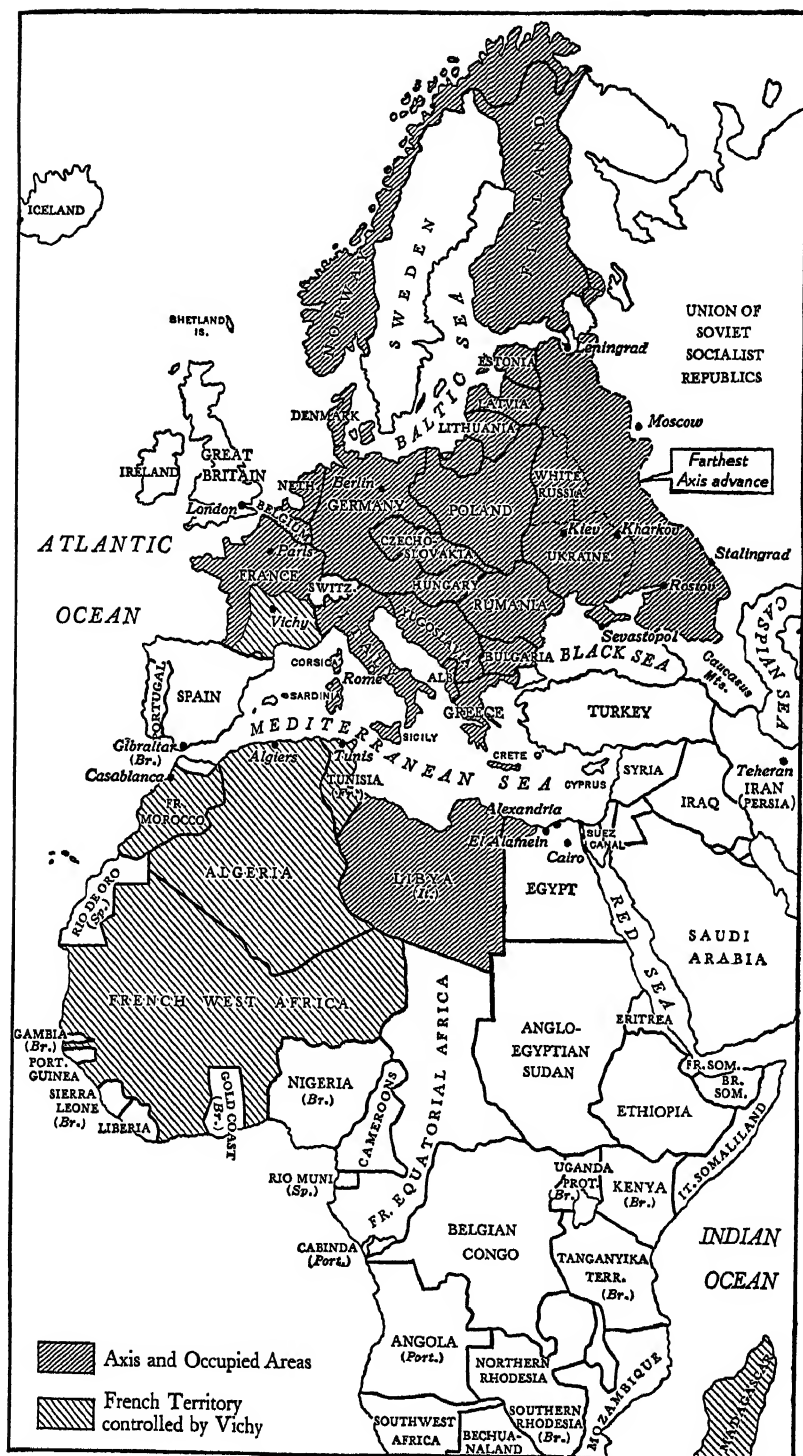 ICELAND
SHETLAND
IS.
NORWAY
SWEDEN
FINLAND
BALTIC SEA
UNION OF
SOVIET
SOCIALIST
REPUBLICS
Leningrad
ESTONIA
LATVIA
LITHUANIA
Moscow
Farthest
Axis advance
DENMARK
IRELAND
GREAT
BRITAIN
London
NETH.
BELGIUM
Berlin
GERMANY
POLAND
WHITE
RUSSIA
CZECHO-
SLOVAKIA
Kiev
Kharkov
UKRAINE
Stalingrad
Rostov
ATLANTIC
OCEAN
Paris
FRANCE
SWITZ.
HUNGARY
RUMANIA
Vichy
YUGOSLAVIA
ITALY
BULGARIA
Sevastopol
BLACK SEA
Caucasus
Mts.
CASPIAN SEA
PORTUGAL
SPAIN
CORSICA
SARDINI
Rome
ALB
GREECE
TURKEY
Gibraltar
(Br.)
MEDITERRANEAN SEA
SICILY
CRETE
CYPRUS
SYRIA
IRAQ
Teheran
IRAN
(PERSIA)
Casablanca
Algiers
Tunis
TUNISIA
(Fr.)
FR.
MOROCCO
Alexandria
El Alamein
Cairo
SUEZ
CANAL
RIO DE ORO
(Sp.)
ALGERIA
LIBYA
(It.)
EGYPT
RED SEA
SAUDI
ARABIA
FRENCH WEST AFRICA
GAMBIA
(Br.)
PORT.
GUINEA
SIERRA
LEONE
(Br.)
LIBERIA
GOLD COAST
(Br.)
NIGERIA
(Br.)
CAMEROONS
FR. EQUATORIAL AFRICA
ANGLO-
EGYPTIAN
SUDAN
ERITREA
FR. SOM.
BR.
SOM.
ETHIOPIA
IT. SOMALILAND
RIO MUNI
(Sp.)
CABINDA
(Port.)
BELGIAN
CONGO
UGANDA
PROT.
(Br.)
KENYA
(Br.)
TANGANYIKA
TERR.
(Br.)
INDIAN
OCEAN
ANGOLA
(Port.)
NORTHERN
RHODESIA
SOUTHERN
RHODESIA
(Br.)
MOZAMBIQUE
MADAGASCAR
SOUTHWEST
AFRICA
BECHUA-
NALAND
Axis and Occupied Areas
French Territory
controlled by Vichy